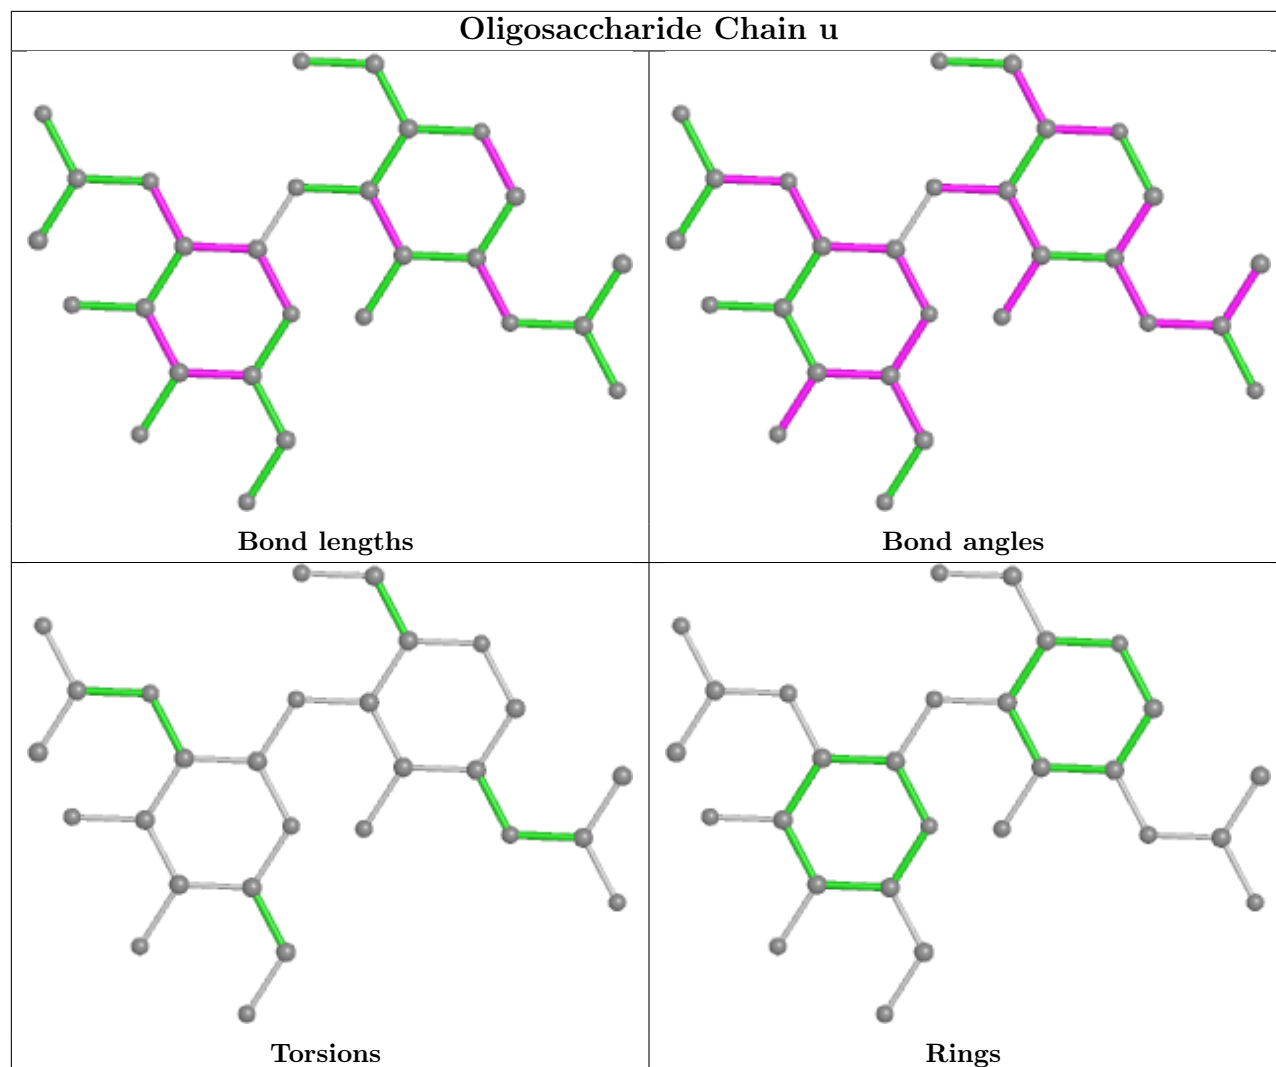 Oligosaccharide Chain u
Bond lengths
Bond angles
Torsions
Rings